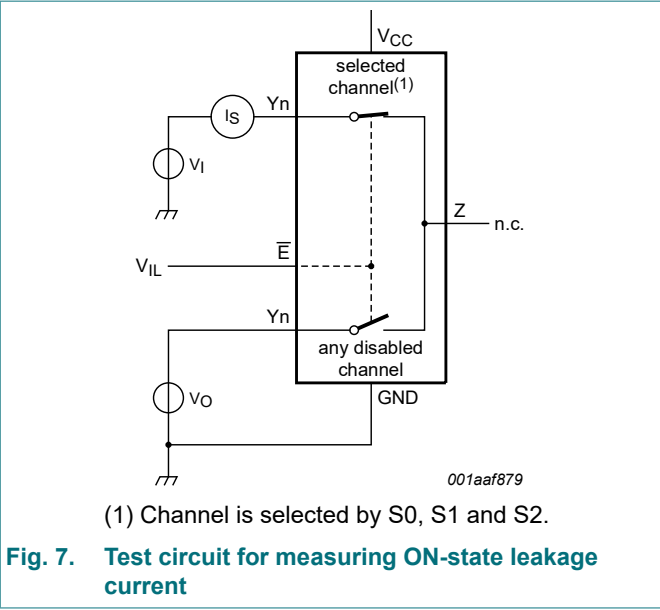 VCC
selected
channel(1)
Yn
IS
VI
Z
n.c.
E
VIL
Yn
any disabled
channel
VO
GND
001aaf879
(1) Channel is selected by S0, S1 and S2.
Fig. 7. Test circuit for measuring ON-state leakage
current